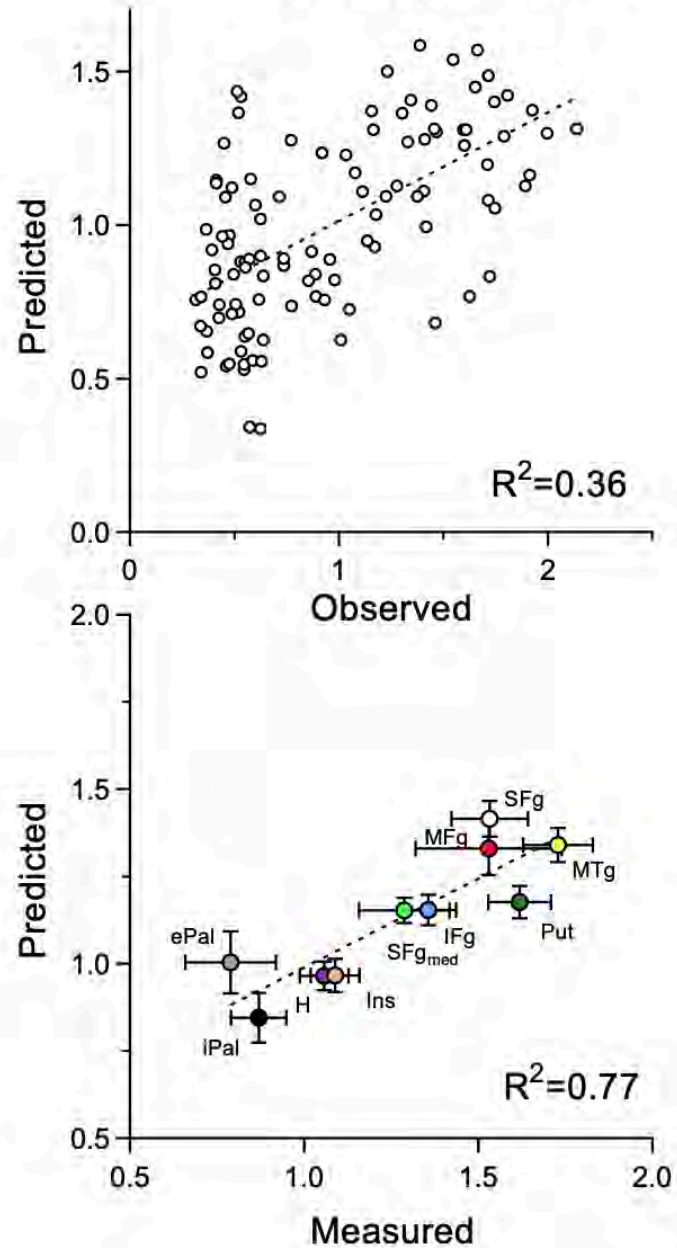 1.5
1.0
0.5
0.0
Predicted
R²=0.36
0 1 2
Observed
2.0
1.5
1.0
0.5
Predicted
SFg
MFg
MTg
ePal
IFg
Put
SFgmed
Ins
iPal
R²=0.77
0.5 1.0 1.5 2.0
Measured